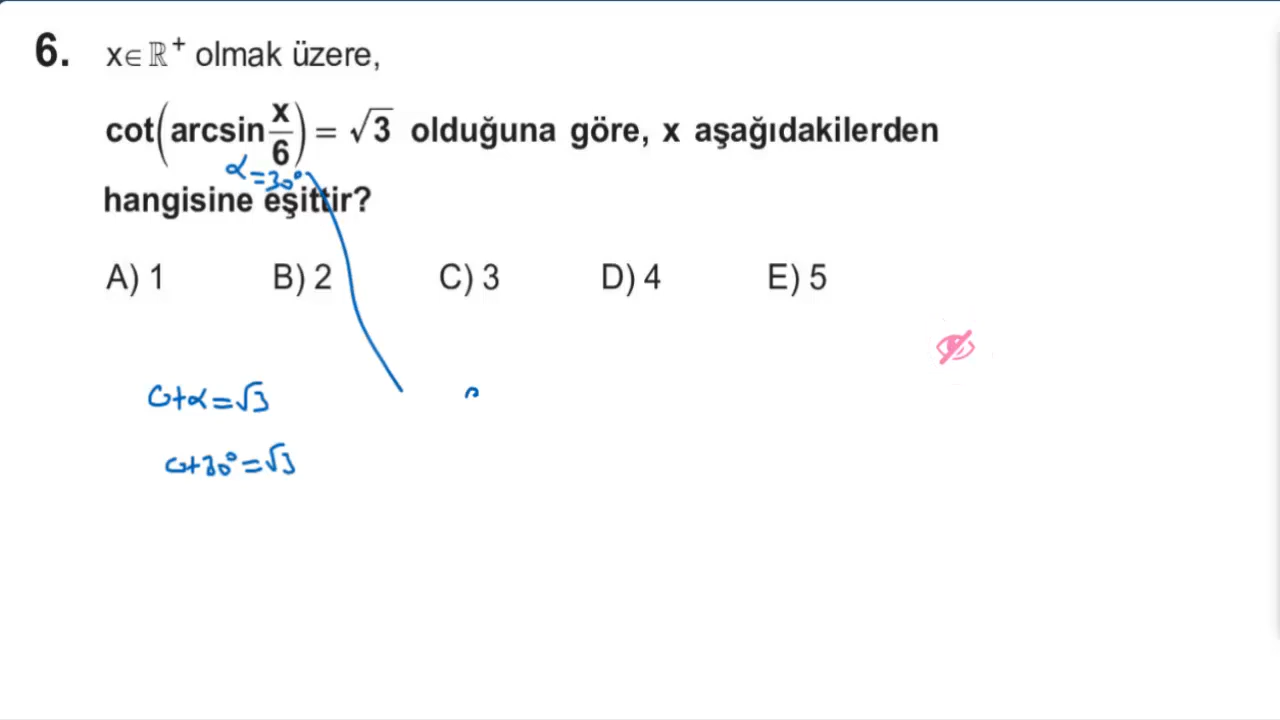 6. x∈ℝ⁺ olmak üzere,
cot(arcsin x/6) = √3 olduğuna göre, x aşağıdakilerden
α=30°
hangisine eşittir?
A) 1 B) 2 C) 3 D) 4 E) 5
cotα=√3
cot30°=√3